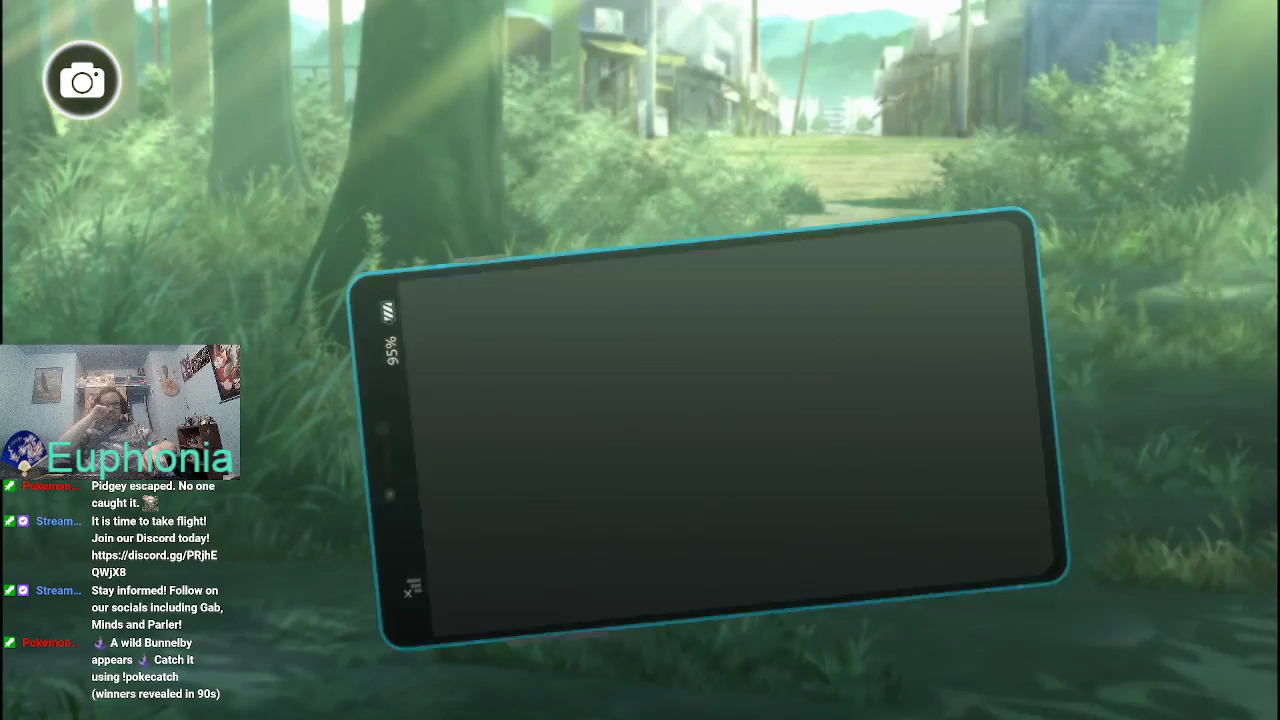 95%
Euphionia
Pokemon... Pidgey escaped. No one
caught it.
Stream... It is time to take flight!
Join our Discord today!
https://discord.gg/PRjhE
QWjX8
Stream... Stay informed! Follow on
our socials including Gab,
Minds and Parler!
Pokemon... A wild Bunnelby
appears Catch it
using !pokecatch
(winners revealed in 90s)